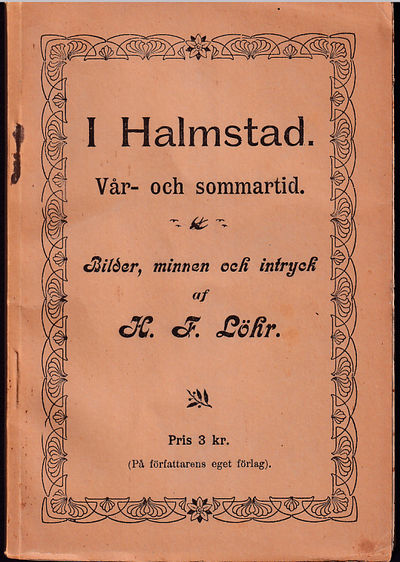 I Halmstad.
Vår- och sommartid.
Bilder, minnen och intryck
af
H. F. Löhr.
Pris 3 kr.
(På författarens eget förlag).